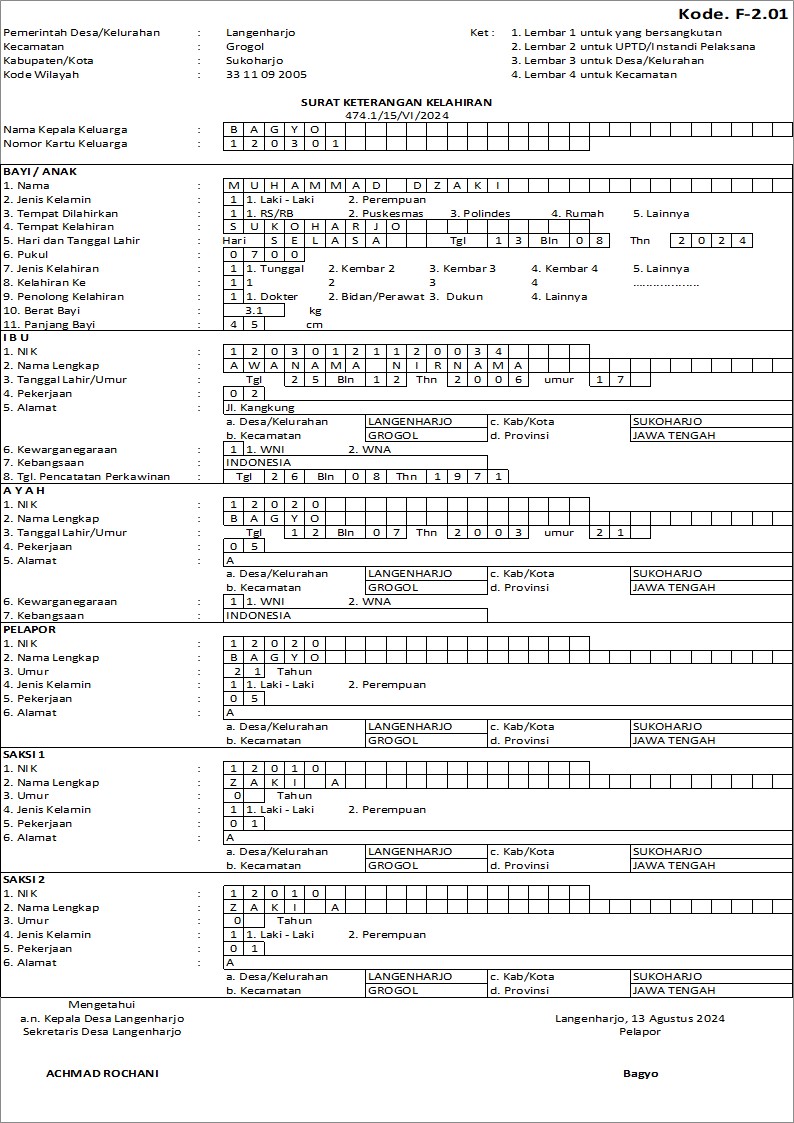 Kode. F-2.01
Pemerintah Desa/Kelurahan : Langenharjo Ket : 1. Lembar 1 untuk yang bersangkutan
Kecamatan : Grogol 2. Lembar 2 untuk UPTD/Instandi Pelaksana
Kabupaten/Kota : Sukoharjo 3. Lembar 3 untuk Desa/Kelurahan
Kode Wilayah : 33 11 09 2005 4. Lembar 4 untuk Kecamatan
SURAT KETERANGAN KELAHIRAN
474.1/15/VI/2024
Nama Kepala Keluarga : B A G Y O
Nomor Kartu Keluarga : 1 2 0 3 0 1
BAYI / ANAK
1. Nama : M U H A M M A D D Z A K I
2. Jenis Kelamin : 1 1. Laki - Laki 2. Perempuan
3. Tempat Dilahirkan : 1 1. RS/RB 2. Puskesmas 3. Polindes 4. Rumah 5. Lainnya
4. Tempat Kelahiran : S U K O H A R J O
5. Hari dan Tanggal Lahir : Hari S E L A S A Tgl 1 3 Bln 0 8 Thn 2 0 2 4
6. Pukul : 0 7 0 0
7. Jenis Kelahiran : 1 1. Tunggal 2. Kembar 2 3. Kembar 3 4. Kembar 4 5. Lainnya
8. Kelahiran Ke : 1 1 2 3 4 ...................
9. Penolong Kelahiran : 1 1. Dokter 2. Bidan/Perawat 3. Dukun 4. Lainnya
10. Berat Bayi : 3.1 kg
11. Panjang Bayi : 4 5 cm
I B U
1. NIK : 1 2 0 3 0 1 2 1 1 2 0 0 3 4
2. Nama Lengkap : A W A N A M A N I R N A M A
3. Tanggal Lahir/Umur : Tgl 2 5 Bln 1 2 Thn 2 0 0 6 umur 1 7
4. Pekerjaan : 0 2
5. Alamat : Jl. Kangkung
a. Desa/Kelurahan LANGENHARJO c. Kab/Kota SUKOHARJO
b. Kecamatan GROGOL d. Provinsi JAWA TENGAH
6. Kewarganegaraan : 1 1. WNI 2. WNA
7. Kebangsaan : INDONESIA
8. Tgl. Pencatatan Perkawinan : Tgl 2 6 Bln 0 8 Thn 1 9 7 1
A Y A H
1. NIK : 1 2 0 2 0
2. Nama Lengkap : B A G Y O
3. Tanggal Lahir/Umur : Tgl 1 2 Bln 0 7 Thn 2 0 0 3 umur 2 1
4. Pekerjaan : 0 5
5. Alamat : A
a. Desa/Kelurahan LANGENHARJO c. Kab/Kota SUKOHARJO
b. Kecamatan GROGOL d. Provinsi JAWA TENGAH
6. Kewarganegaraan : 1 1. WNI 2. WNA
7. Kebangsaan : INDONESIA
PELAPOR
1. NIK : 1 2 0 2 0
2. Nama Lengkap : B A G Y O
3. Umur : 2 1 Tahun
4. Jenis Kelamin : 1 1. Laki - Laki 2. Perempuan
5. Pekerjaan : 0 5
6. Alamat : A
a. Desa/Kelurahan LANGENHARJO c. Kab/Kota SUKOHARJO
b. Kecamatan GROGOL d. Provinsi JAWA TENGAH
SAKSI 1
1. NIK : 1 2 0 1 0
2. Nama Lengkap : Z A K I A
3. Umur : 0 Tahun
4. Jenis Kelamin : 1 1. Laki - Laki 2. Perempuan
5. Pekerjaan : 0 1
6. Alamat : A
a. Desa/Kelurahan LANGENHARJO c. Kab/Kota SUKOHARJO
b. Kecamatan GROGOL d. Provinsi JAWA TENGAH
SAKSI 2
1. NIK : 1 2 0 1 0
2. Nama Lengkap : Z A K I A
3. Umur : 0 Tahun
4. Jenis Kelamin : 1 1. Laki - Laki 2. Perempuan
5. Pekerjaan : 0 1
6. Alamat : A
a. Desa/Kelurahan LANGENHARJO c. Kab/Kota SUKOHARJO
b. Kecamatan GROGOL d. Provinsi JAWA TENGAH
Mengetahui
a.n. Kepala Desa Langenharjo Langenharjo, 13 Agustus 2024
Sekretaris Desa Langenharjo Pelapor
ACHMAD ROCHANI Bagyo